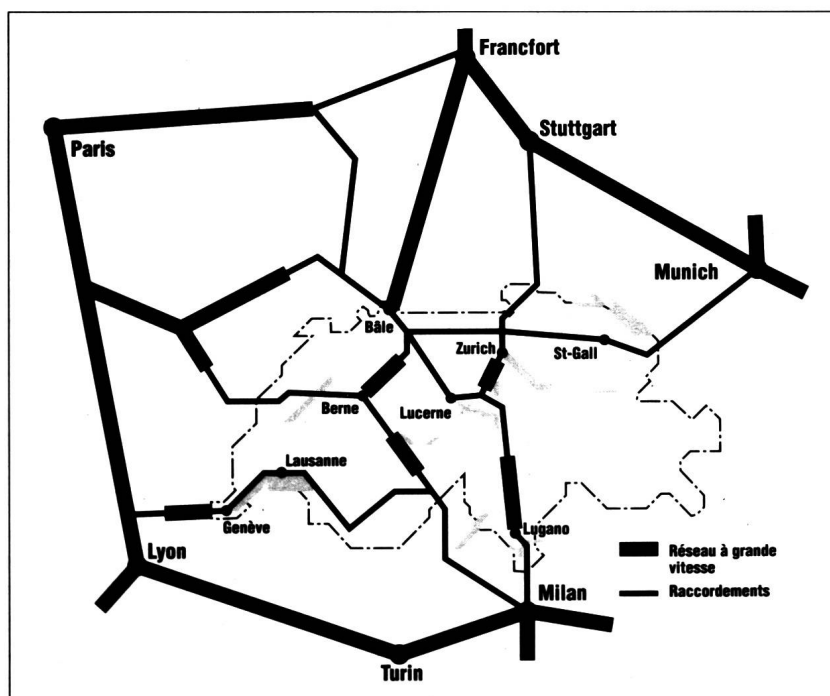 Francfort
Stuttgart
Paris
Munich
Bâle
Zurich
St-Gall
Berne
Lucerne
Lausanne
Genève
Lugano
Lyon
Réseau à grande
vitesse
Raccordements
Milan
Turin